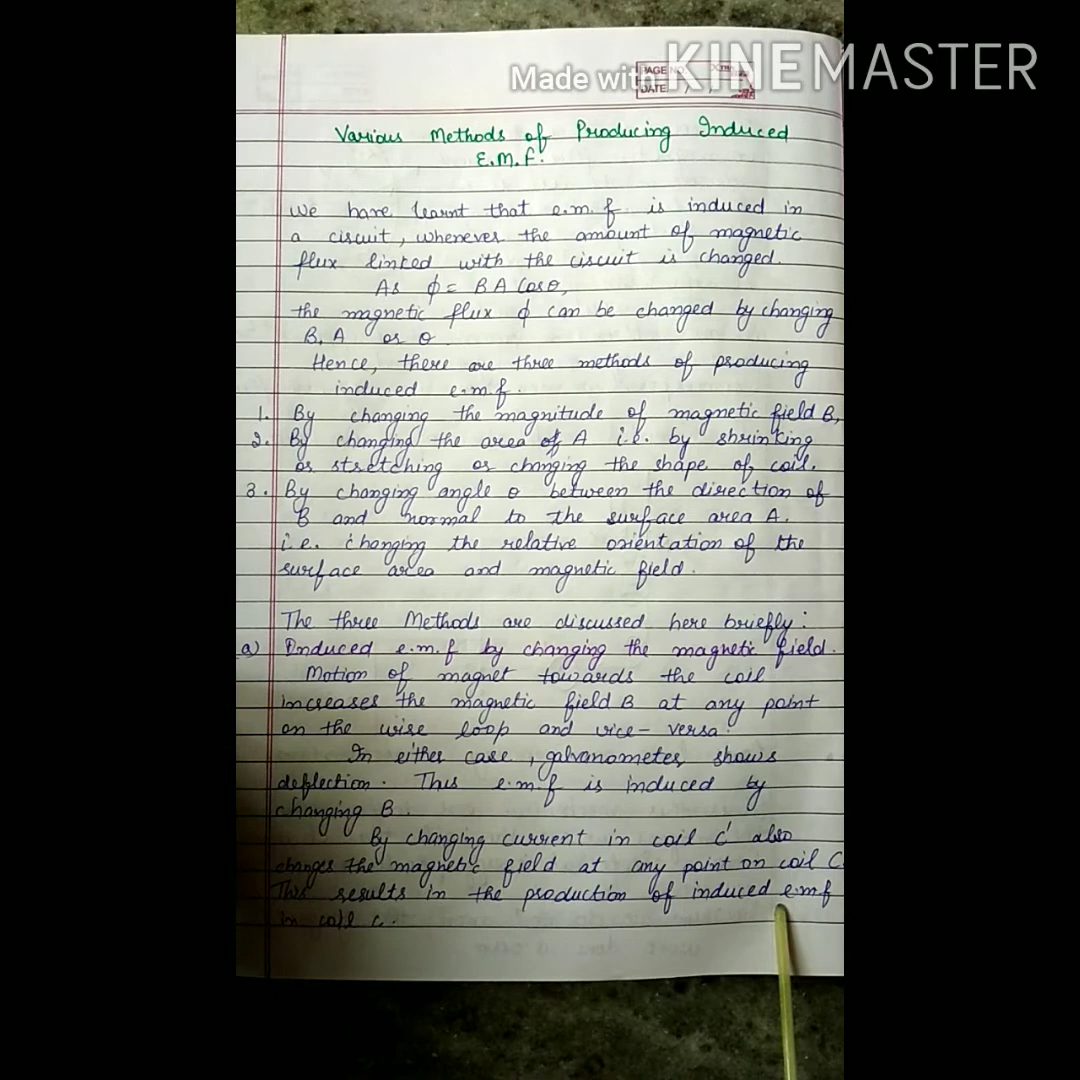 Made with KINEMASTER
PAGE NO.
DATE / /
Various Methods of Producing Induced
E.M.F.
We have learnt that e.m.f is induced in
a circuit, whenever the amount of magnetic
flux linked with the circuit is changed.
As ϕ = B A Cosθ,
the magnetic flux ϕ can be changed by changing
B, A or θ.
Hence, there are three methods of producing
induced e.m.f.
1. By changing the magnitude of magnetic field B,
2. By changing the area of A i.e. by shrinking
or stretching or changing the shape of coil.
3. By changing angle θ between the direction of
B and normal to the surface area A.
i.e. changing the relative orientation of the
surface area and magnetic field.
The three Methods are discussed here briefly:
a) Induced e.m.f by changing the magnetic field.
Motion of magnet towards the coil
increases the magnetic field B at any point
on the wire loop and vice-versa.
In either case, galvanometer shows
deflection. This e.m.f is induced by
changing B.
By changing current in coil C' also
changes the magnetic field at any point on coil C.
This results in the production of induced e.m.f
in coil C.